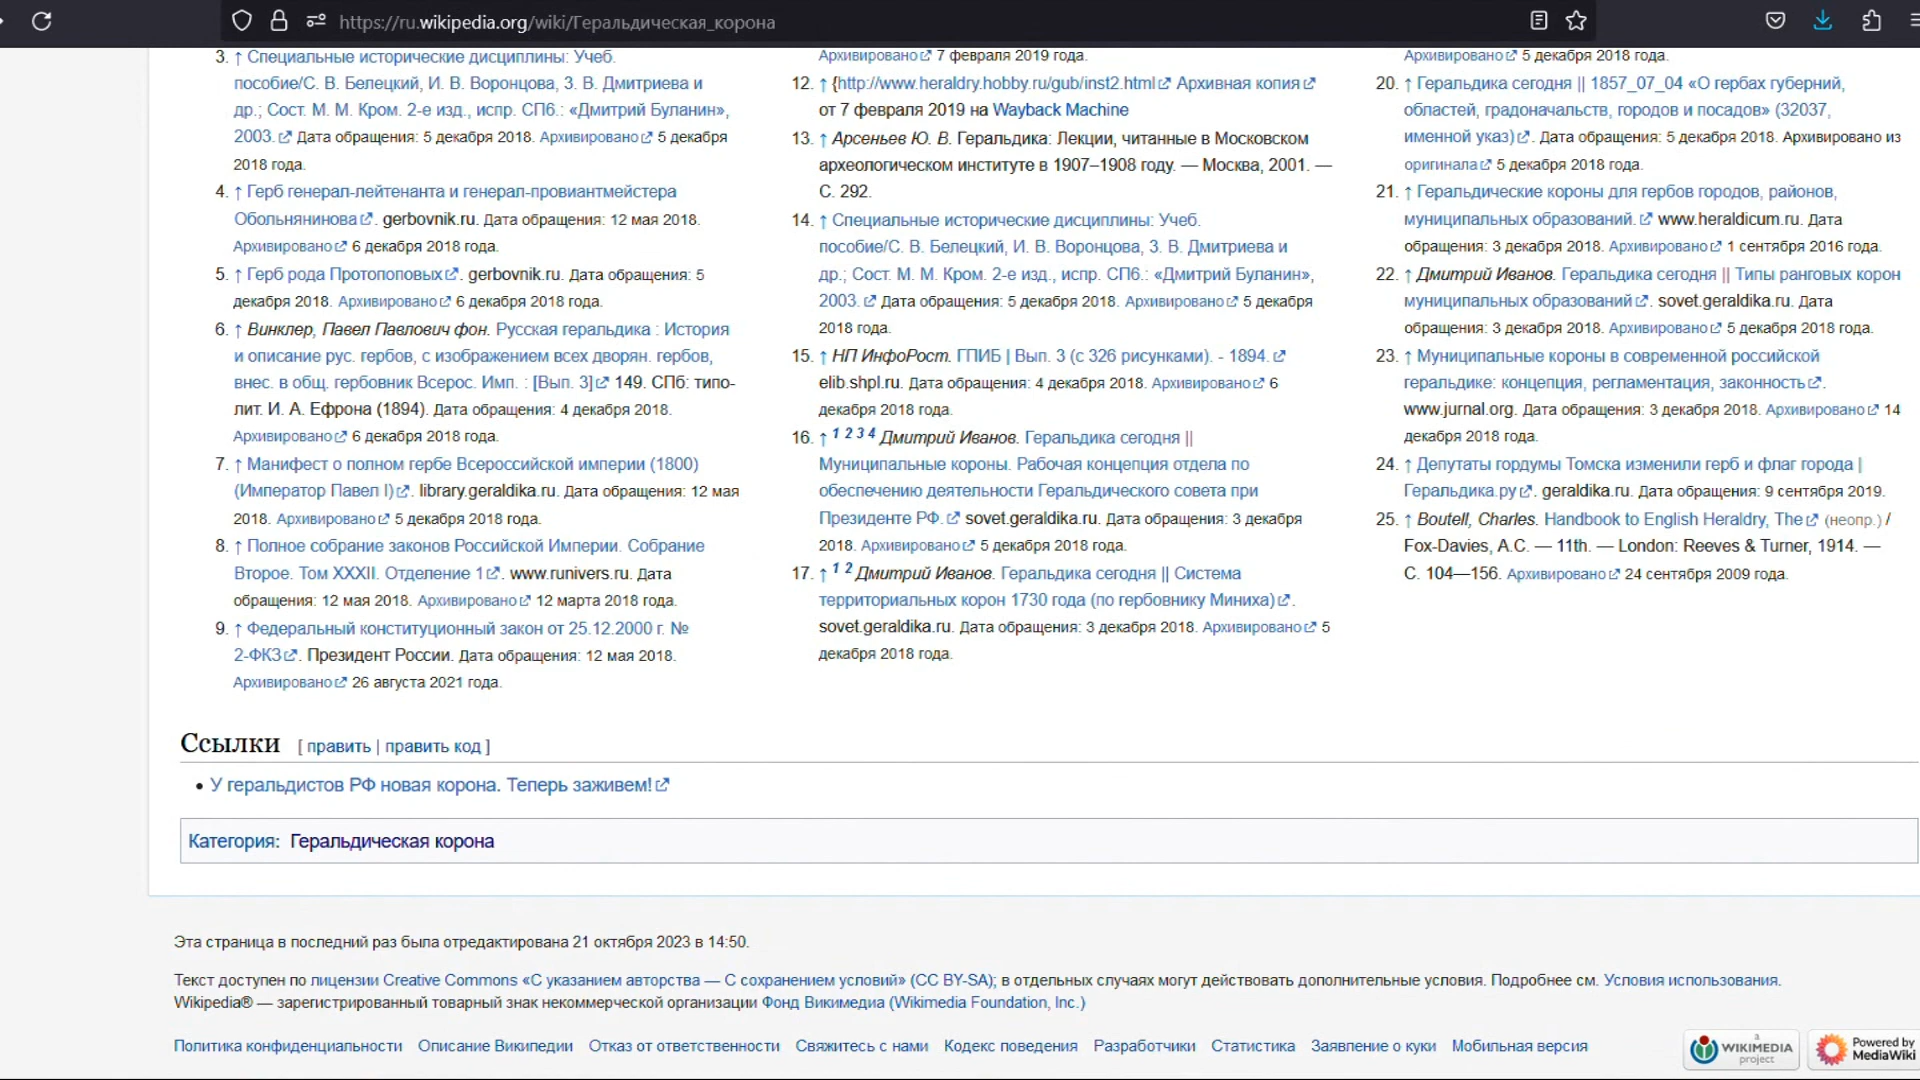 https://ru.wikipedia.org/wiki/Геральдическая_корона
3. ↑ Специальные исторические дисциплины: Учеб.
пособие/С. В. Белецкий, И. В. Воронцова, З. В. Дмитриева и
др.; Сост. М. М. Кром. 2-е изд., испр. СПб.: «Дмитрий Буланин»,
2003. Дата обращения: 5 декабря 2018. Архивировано 5 декабря
2018 года.
4. ↑ Герб генерал-лейтенанта и генерал-провиантмейстера
Обольнянинова. gerbovnik.ru. Дата обращения: 12 мая 2018.
Архивировано 6 декабря 2018 года.
5. ↑ Герб рода Протопоповых. gerbovnik.ru. Дата обращения: 5
декабря 2018. Архивировано 6 декабря 2018 года.
6. ↑ Винклер, Павел Павлович фон. Русская геральдика : История
и описание рус. гербов, с изображением всех дворян. гербов,
внес. в общ. гербовник Всерос. Имп. : [Вып. 3] 149. СПб: типо-
лит. И. А. Ефрона (1894). Дата обращения: 4 декабря 2018.
Архивировано 6 декабря 2018 года.
7. ↑ Манифест о полном гербе Всероссийской империи (1800)
(Император Павел I). library.geraldika.ru. Дата обращения: 12 мая
2018. Архивировано 5 декабря 2018 года.
8. ↑ Полное собрание законов Российской Империи. Собрание
Второе. Том XXXII. Отделение 1. www.runivers.ru. Дата
обращения: 12 мая 2018. Архивировано 12 марта 2018 года.
9. ↑ Федеральный конституционный закон от 25.12.2000 г. №
2-ФКЗ. Президент России. Дата обращения: 12 мая 2018.
Архивировано 26 августа 2021 года.
Архивировано 7 февраля 2019 года.
12. ↑ {http://www.heraldry.hobby.ru/gub/inst2.html Архивная копия
от 7 февраля 2019 на Wayback Machine
13. ↑ Арсеньев Ю. В. Геральдика: Лекции, читанные в Московском
археологическом институте в 1907–1908 году. — Москва, 2001. —
С. 292.
14. ↑ Специальные исторические дисциплины: Учеб.
пособие/С. В. Белецкий, И. В. Воронцова, З. В. Дмитриева и
др.; Сост. М. М. Кром. 2-е изд., испр. СПб.: «Дмитрий Буланин»,
2003. Дата обращения: 5 декабря 2018. Архивировано 5 декабря
2018 года.
15. ↑ НП ИнфоРост. ГПИБ | Вып. 3 (с 326 рисунками). - 1894.
elib.shpl.ru. Дата обращения: 4 декабря 2018. Архивировано 6
декабря 2018 года.
16. ↑ 1 2 3 4 Дмитрий Иванов. Геральдика сегодня ||
Муниципальные короны. Рабочая концепция отдела по
обеспечению деятельности Геральдического совета при
Президенте РФ. sovet.geraldika.ru. Дата обращения: 3 декабря
2018. Архивировано 5 декабря 2018 года.
17. ↑ 1 2 Дмитрий Иванов. Геральдика сегодня || Система
территориальных корон 1730 года (по гербовнику Миниха).
sovet.geraldika.ru. Дата обращения: 3 декабря 2018. Архивировано 5
декабря 2018 года.
Архивировано 5 декабря 2018 года.
20. ↑ Геральдика сегодня || 1857_07_04 «О гербах губерний,
областей, градоначальств, городов и посадов» (32037,
именной указ). Дата обращения: 5 декабря 2018. Архивировано из
оригинала 5 декабря 2018 года.
21. ↑ Геральдические короны для гербов городов, районов,
муниципальных образований. www.heraldicum.ru. Дата
обращения: 3 декабря 2018. Архивировано 1 сентября 2016 года.
22. ↑ Дмитрий Иванов. Геральдика сегодня || Типы ранговых корон
муниципальных образований. sovet.geraldika.ru. Дата
обращения: 3 декабря 2018. Архивировано 5 декабря 2018 года.
23. ↑ Муниципальные короны в современной российской
геральдике: концепция, регламентация, законность.
www.jurnal.org. Дата обращения: 3 декабря 2018. Архивировано 14
декабря 2018 года.
24. ↑ Депутаты гордумы Томска изменили герб и флаг города |
Геральдика.ру. geraldika.ru. Дата обращения: 9 сентября 2019.
25. ↑ Boutell, Charles. Handbook to English Heraldry, The (неопр.) /
Fox-Davies, A.C. — 11th. — London: Reeves & Turner, 1914. —
С. 104—156. Архивировано 24 сентября 2009 года.
Ссылки [ править | править код ]
• У геральдистов РФ новая корона. Теперь заживем!
Категория: Геральдическая корона
Эта страница в последний раз была отредактирована 21 октября 2023 в 14:50.
Текст доступен по лицензии Creative Commons «С указанием авторства — С сохранением условий» (CC BY-SA); в отдельных случаях могут действовать дополнительные условия. Подробнее см. Условия использования.
Wikipedia® — зарегистрированный товарный знак некоммерческой организации Фонд Викимедиа (Wikimedia Foundation, Inc.)
Политика конфиденциальности Описание Википедии Отказ от ответственности Свяжитесь с нами Кодекс поведения Разработчики Статистика Заявление о куки Мобильная версия
a
WIKIMEDIA
project
Powered by
MediaWiki